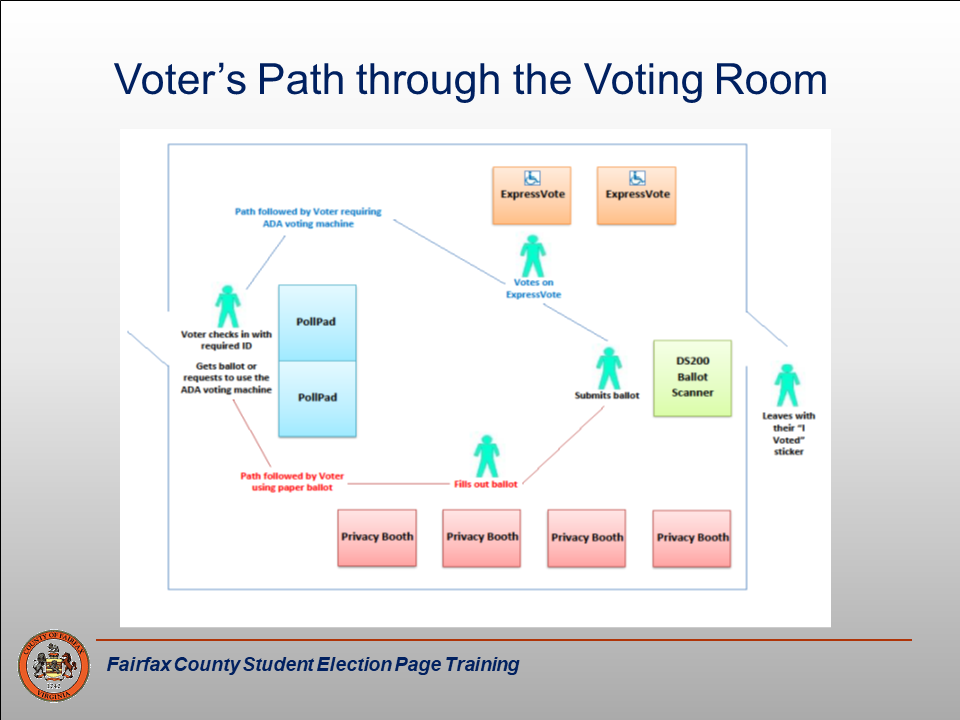 Voter’s Path through the Voting Room
ExpressVote
ExpressVote
Path followed by Voter requiring
ADA voting machine
Votes on
ExpressVote
PollPad
Voter checks in with
required ID
Gets ballot or
requests to use the
ADA voting machine
PollPad
DS200
Ballot
Scanner
Submits ballot
Leaves with
their "I
Voted"
sticker
Path followed by Voter
using paper ballot
Fills out ballot
Privacy Booth
Privacy Booth
Privacy Booth
Privacy Booth
COUNTY OF FAIRFAX
1742
VIRGINIA
Fairfax County Student Election Page Training